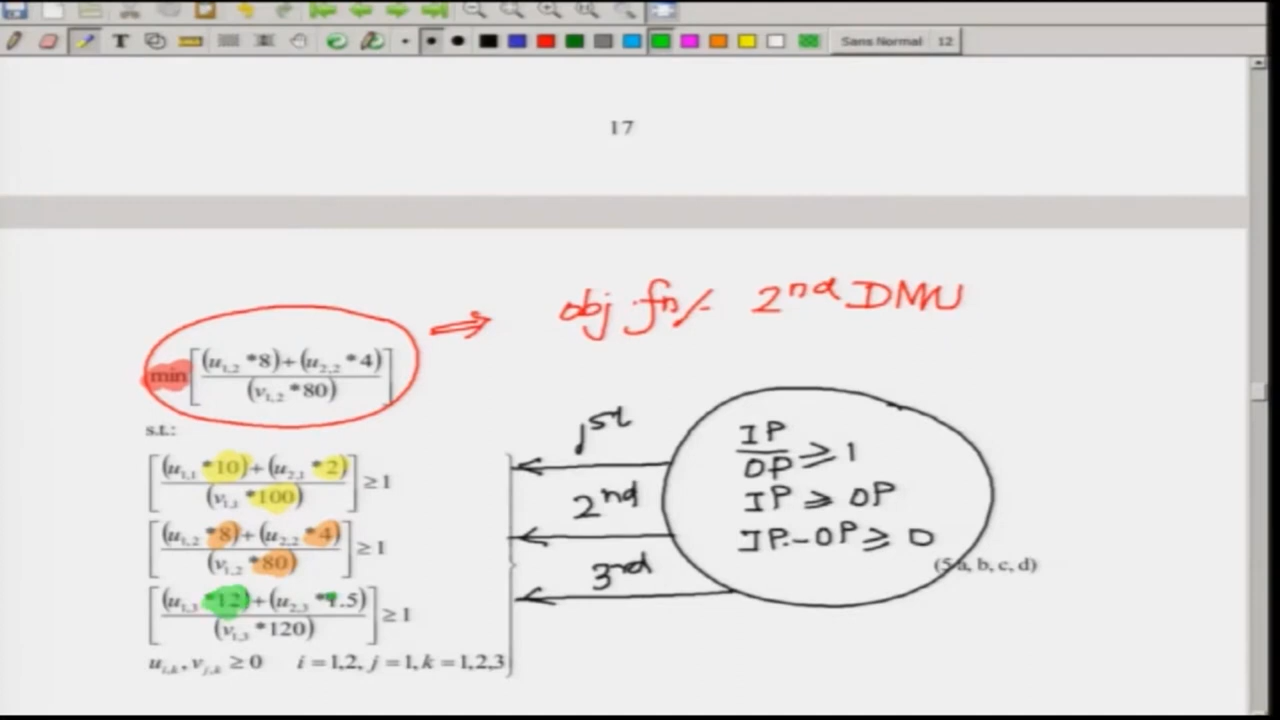 Sans Normal 12
17
obj. fn/- 2nd DMU
min [ (u1,2 *8)+(u2,2 *4) / (v1,2 *80) ]
s.t.:
[ (u1,1 *10)+(u2,1 *2) / (v1,1 *100) ] ≥1
[ (u1,2 *8)+(u2,2 *4) / (v1,2 *80) ] ≥1
[ (u1,3 *12)+(u2,3 *1.5) / (v1,3 *120) ] ≥1
ui,k, vj,k ≥0 i=1,2, j=1, k=1,2,3
1st
2nd
3rd
IP / OP ≥ 1
IP ≥ OP
IP - OP ≥ 0
(5 a, b, c, d)